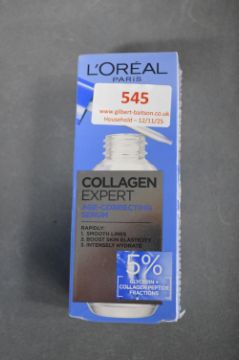 L'ORÉAL
PARIS
545
www.gilbert-baitson.co.uk
Household - 12/11/25
COLLAGEN
EXPERT
AGE-CORRECTING
SERUM
RAPIDLY:
1. SMOOTH LINES
2. BOOST SKIN ELASTICITY
3. INTENSELY HYDRATE
5%
GLYCERIN +
COLLAGEN PEPTIDE
FRACTIONS